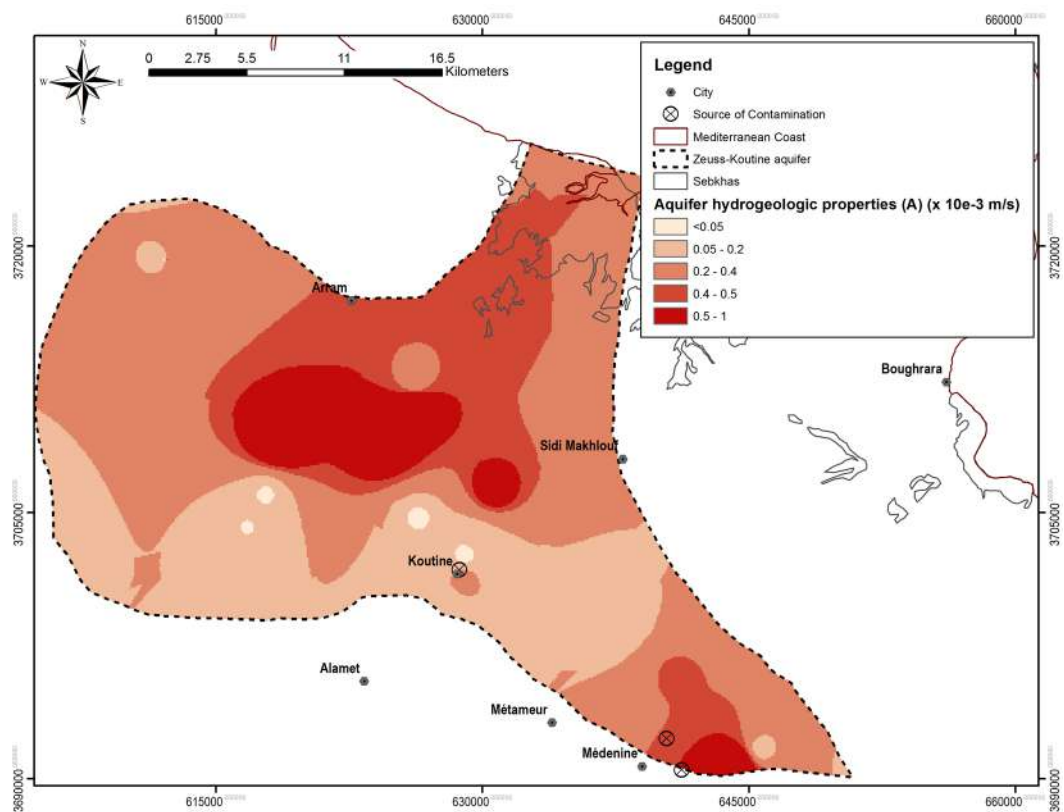 615000
630000
645000
660000
0 2.75 5.5 11 16.5
Kilometers
N
W E
S
Legend
City
Source of Contamination
Mediterranean Coast
Zeuss-Koutine aquifer
Sebkhas
Aquifer hydrogeologic properties (A) (x 10e-3 m/s)
<0.05
0.05 - 0.2
0.2 - 0.4
0.4 - 0.5
0.5 - 1
3720000
3720000
Arram
Boughrara
Sidi Makhlouf
3705000
3705000
Koutine
Alamet
Métameur
Médenine
3690000
3690000
615000
630000
645000
660000